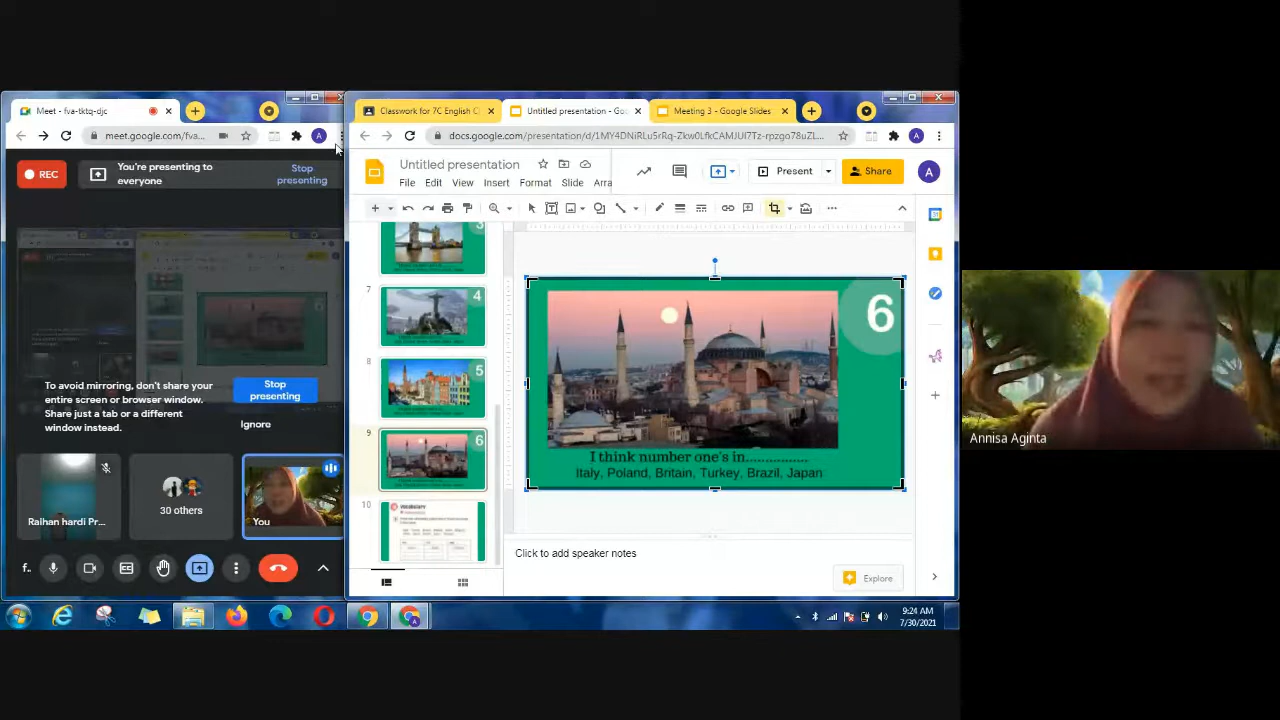 Meet - fva-tktq-djc
meet.google.com/fva...
REC
You're presenting to
everyone
Stop
presenting
To avoid mirroring, don't share your
entire screen or browser window.
Share just a tab or a different
window instead.
Stop
presenting
Ignore
Raihan hardi Pr...
30 others
You
f..
Classwork for 7C English C
Untitled presentation - Go
Meeting 3 - Google Slides
docs.google.com/presentation/d/1MY4DNiRLu5rRq-Zkw0LfkCAMJUl7Tz-rpzgo78uZL...
Untitled presentation
File Edit View Insert Format Slide Arra
Present
Share
A
3
7
4
8
5
9
6
10
Vocabulary
6
I think number one's in................
Italy, Poland, Britain, Turkey, Brazil, Japan
Click to add speaker notes
Explore
9:24 AM
7/30/2021
Annisa Aginta